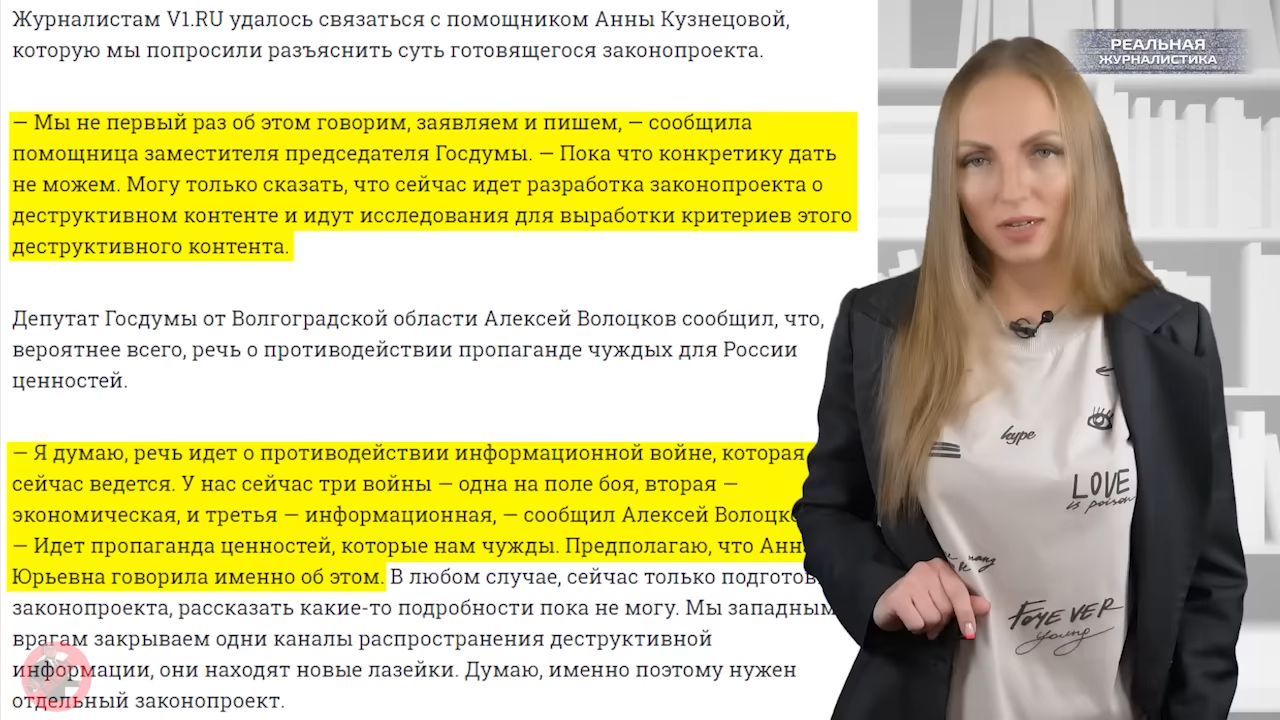 Журналистам V1.RU удалось связаться с помощником Анны Кузнецовой,
которую мы попросили разъяснить суть готовящегося законопроекта.
— Мы не первый раз об этом говорим, заявляем и пишем, — сообщила
помощница заместителя председателя Госдумы. — Пока что конкретику дать
не можем. Могу только сказать, что сейчас идет разработка законопроекта о
деструктивном контенте и идут исследования для выработки критериев этого
деструктивного контента.
Депутат Госдумы от Волгоградской области Алексей Волоцков сообщил, что,
вероятнее всего, речь о противодействии пропаганде чуждых для России
ценностей.
— Я думаю, речь идет о противодействии информационной войне, которая
сейчас ведется. У нас сейчас три войны — одна на поле боя, вторая —
экономическая, и третья — информационная, — сообщил Алексей
— Идет пропаганда ценностей, которые нам чужды. Предполагаю, что
Юрьевна говорила именно об этом. В любом случае, сейчас только
законопроекта, рассказать какие-то подробности пока не могу. Мы западным
врагам закрываем одни каналы распространения деструктивной
информации, они находят новые лазейки. Думаю, именно поэтому нужен
отдельный законопроект.
РЕАЛЬНАЯ
ЖУРНАЛИСТИКА
hype
LOVE
is poison
FOREVER
young